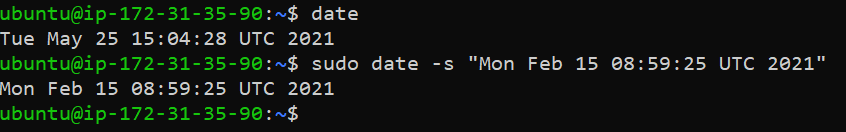 ubuntu@ip-172-31-35-90:~$ date
Tue May 25 15:04:28 UTC 2021
ubuntu@ip-172-31-35-90:~$ sudo date -s "Mon Feb 15 08:59:25 UTC 2021"
Mon Feb 15 08:59:25 UTC 2021
ubuntu@ip-172-31-35-90:~$